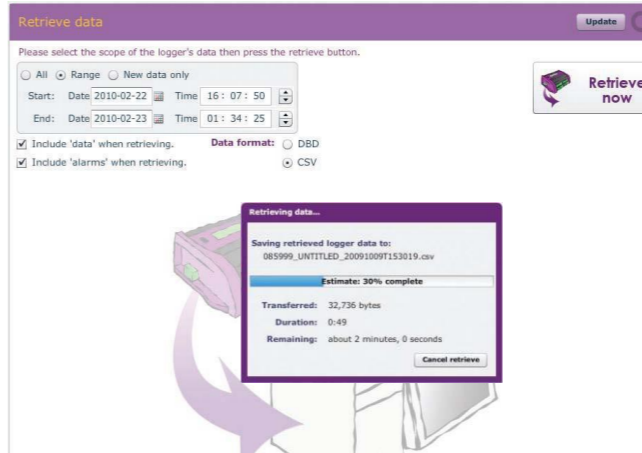 Retrieve data
Update
Please select the scope of the logger's data then press the retrieve button.
All Range New data only
Start: Date 2010-02-22 Time 16: 07: 50
End: Date 2010-02-23 Time 01: 34: 25
Retrieve
now
Include 'data' when retrieving. Data format: DBD
Include 'alarms' when retrieving. CSV
Retrieving data...
Saving retrieved logger data to:
085999_UNTITLED_20091009T153019.csv
Estimate: 30% complete
Transferred: 32,736 bytes
Duration: 0:49
Remaining: about 2 minutes, 0 seconds
Cancel retrieve